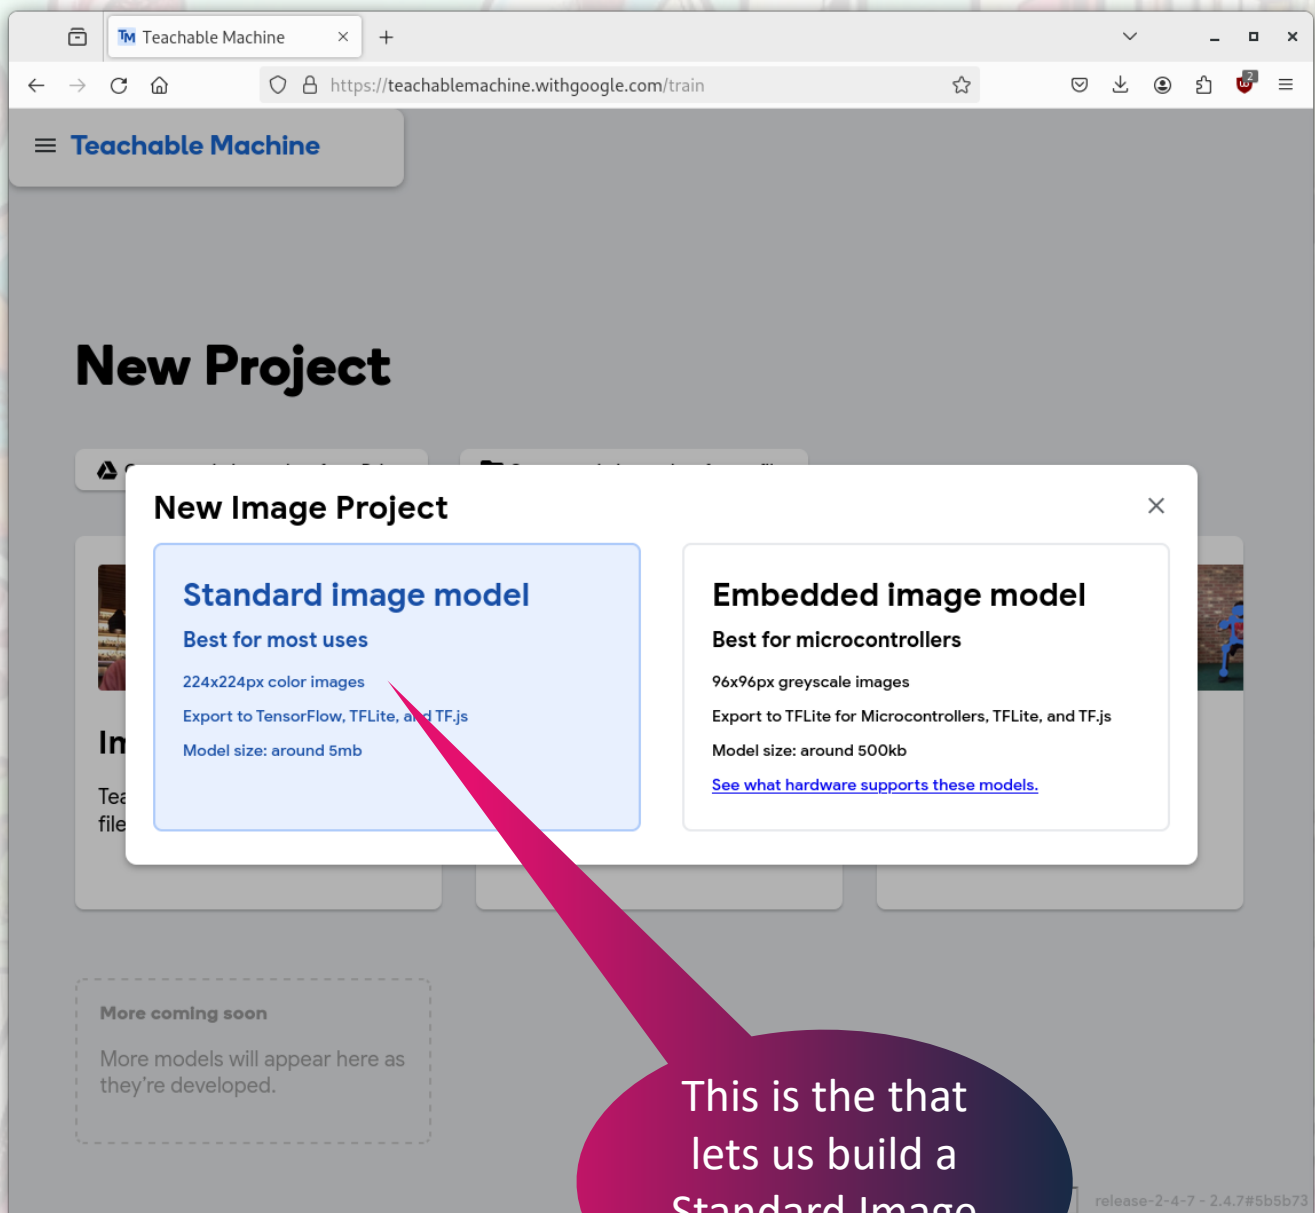 Teachable Machine
https://teachablemachine.withgoogle.com/train
2
Teachable Machine
New Project
New Image Project
Standard image model
Best for most uses
224x224px color images
Export to TensorFlow, TFLite, and TF.js
Model size: around 5mb
Embedded image model
Best for microcontrollers
96x96px greyscale images
Export to TFLite for Microcontrollers, TFLite, and TF.js
Model size: around 500kb
See what hardware supports these models.
More coming soon
More models will appear here as
they're developed.
This is the that
lets us build a
Standard Image
release-2-4-7 - 2.4.7#5b5b73